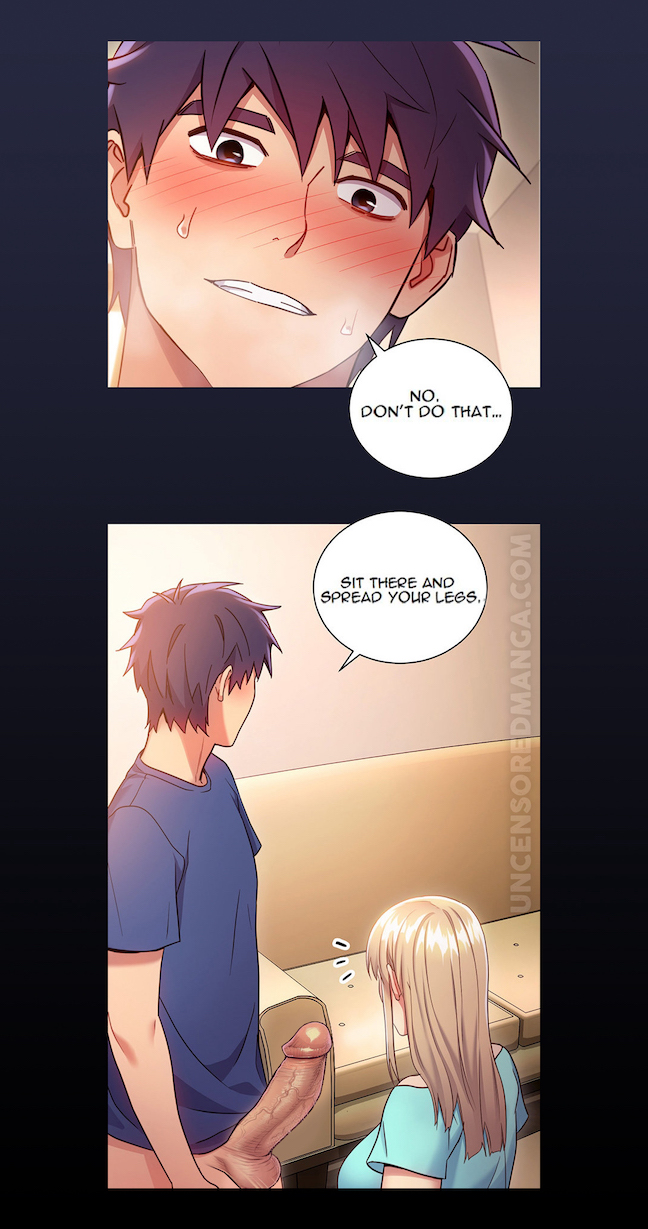 NO,
DON'T DO THAT...
SIT THERE AND
SPREAD YOUR LEGS.
UNCENSOREDMANGA.COM